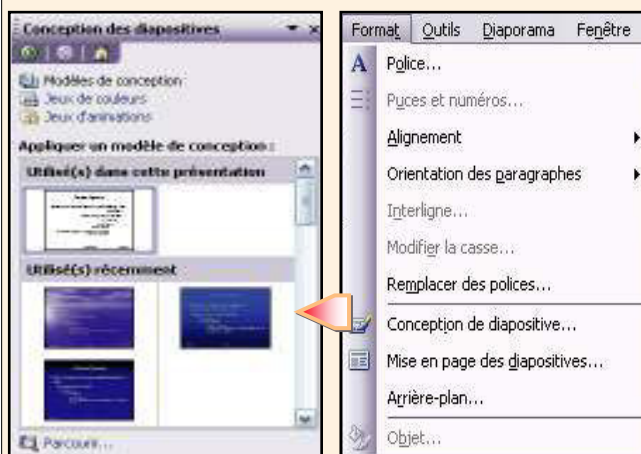 Conception des diapositives
Modèles de conception
Jeux de couleurs
Jeux d'animations
Appliquer un modèle de conception :
Utilisé(s) dans cette présentation
Utilisé(s) récemment
Parcourir...
Format Outils Diaporama Fenêtre
Police...
Puces et numéros...
Alignement
Orientation des paragraphes
Interligne...
Modifier la casse...
Remplacer des polices...
Conception de diapositive...
Mise en page des diapositives...
Arrière-plan...
Objet...